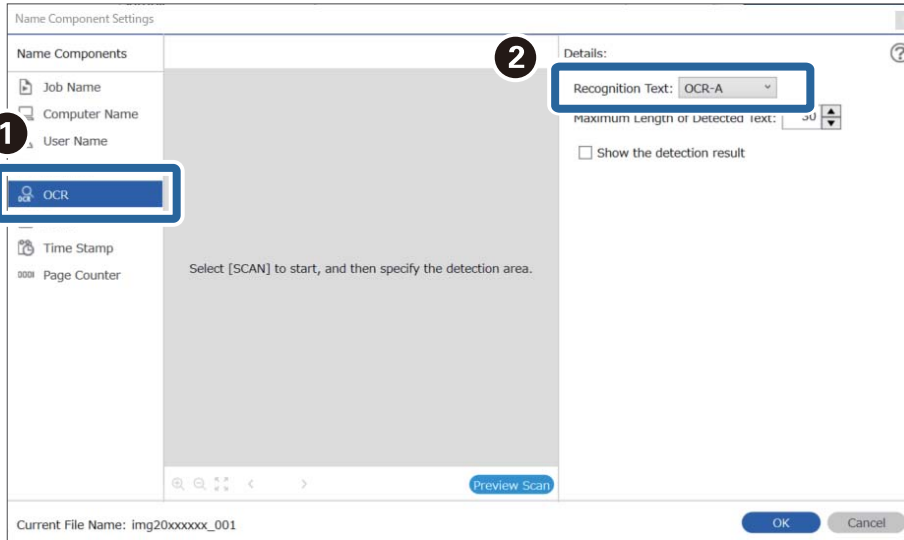 Name Component Settings
Name Components
Job Name
Computer Name
User Name
OCR
Time Stamp
Page Counter
1
2
Select [SCAN] to start, and then specify the detection area.
Preview Scan
Details:
?
Recognition Text: OCR-A
Maximum Length of Detected Text: 30
Show the detection result
Current File Name: img20xxxxxx_001
OK
Cancel